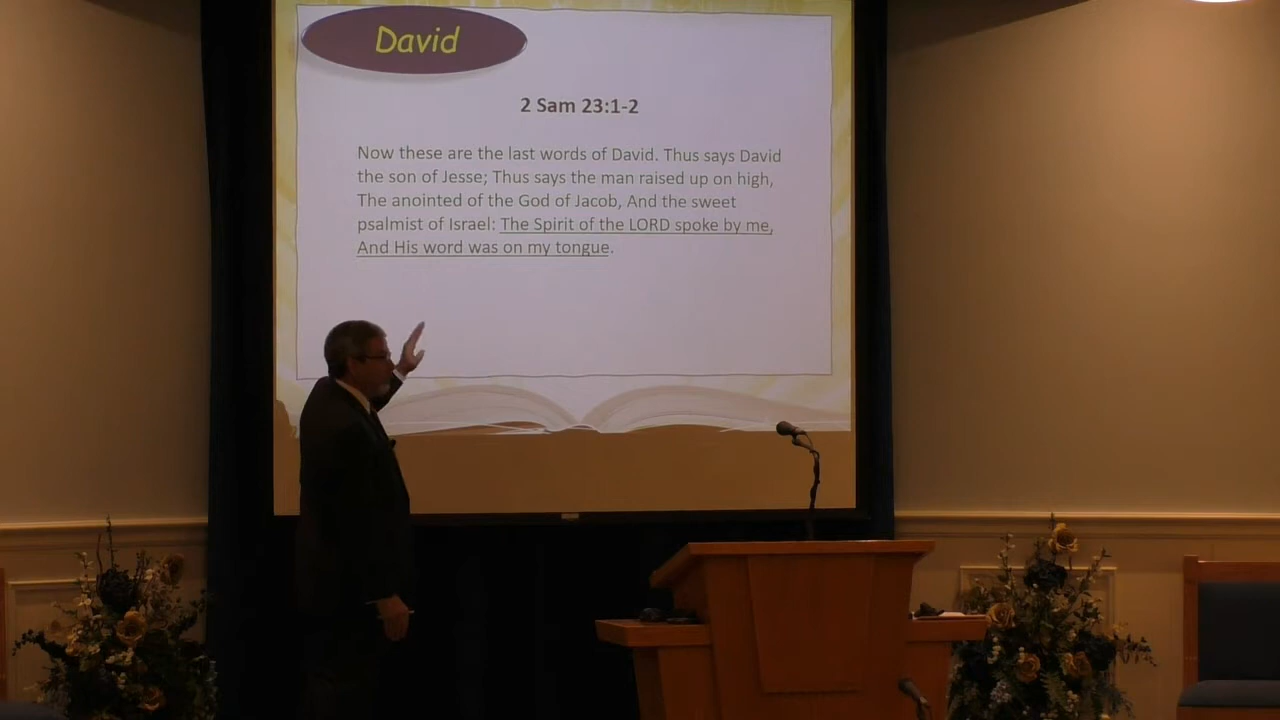 David
2 Sam 23:1-2
Now these are the last words of David. Thus says David
the son of Jesse; Thus says the man raised up on high,
The anointed of the God of Jacob, And the sweet
psalmist of Israel: The Spirit of the LORD spoke by me,
And His word was on my tongue.